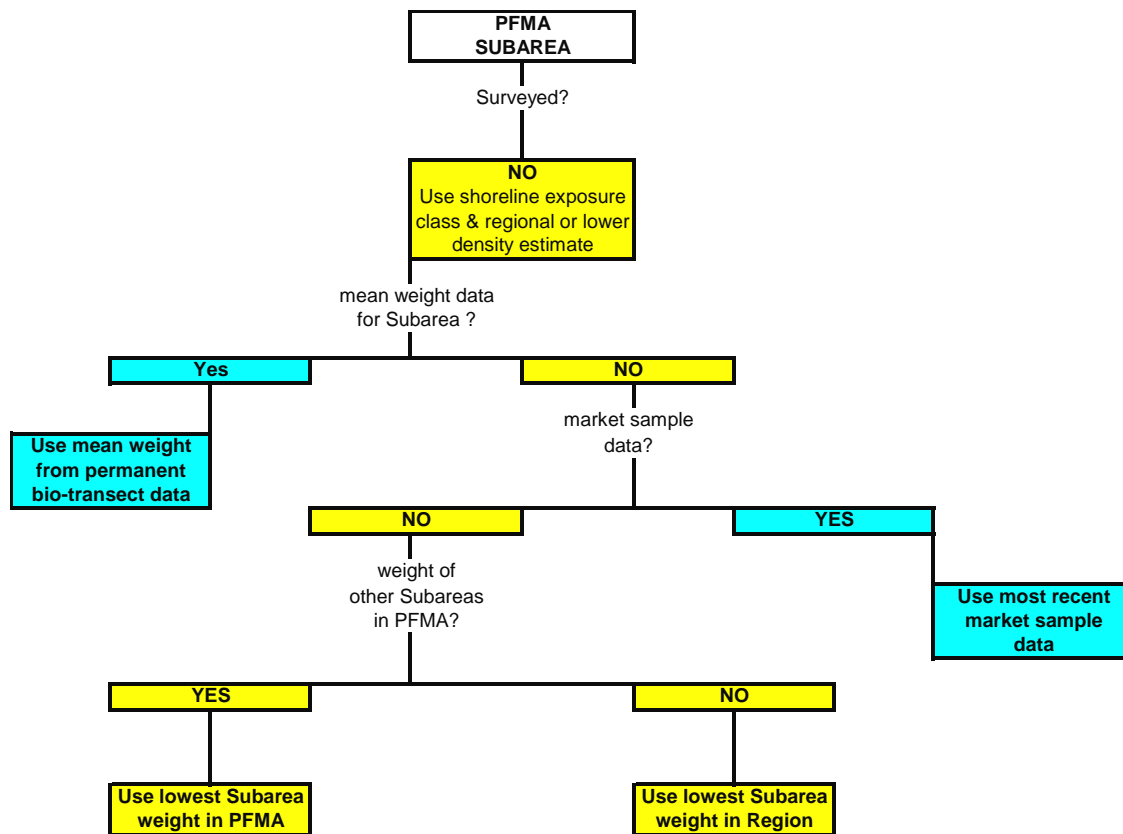 PFMA
SUBAREA
Surveyed?
NO
Use shoreline exposure
class & regional or lower
density estimate
mean weight data
for Subarea ?
Yes
NO
Use mean weight
from permanent
bio-transect data
market sample
data?
NO
YES
weight of
other Subareas
in PFMA?
Use most recent
market sample
data
YES
NO
Use lowest Subarea
weight in PFMA
Use lowest Subarea
weight in Region